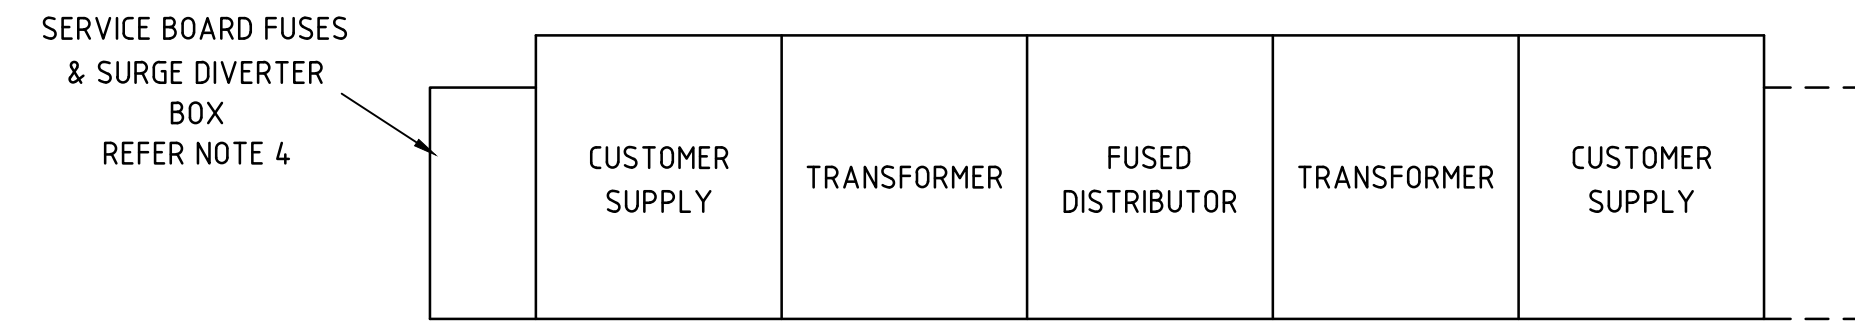 SERVICE BOARD FUSES
& SURGE DIVERTER
BOX
REFER NOTE 4
CUSTOMER
SUPPLY
TRANSFORMER
FUSED
DISTRIBUTOR
TRANSFORMER
CUSTOMER
SUPPLY